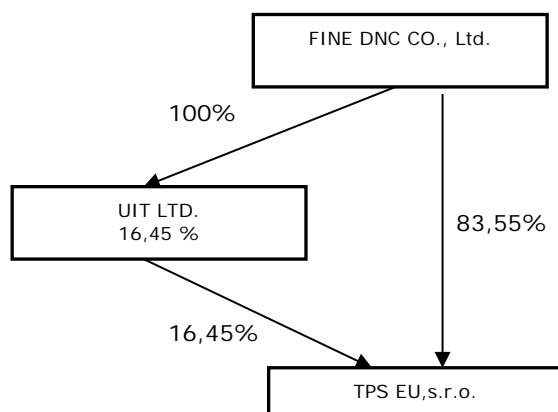 FINE DNC CO., Ltd.
100%
UIT LTD.
16,45 %
83,55%
16,45%
TPS EU,s.r.o.